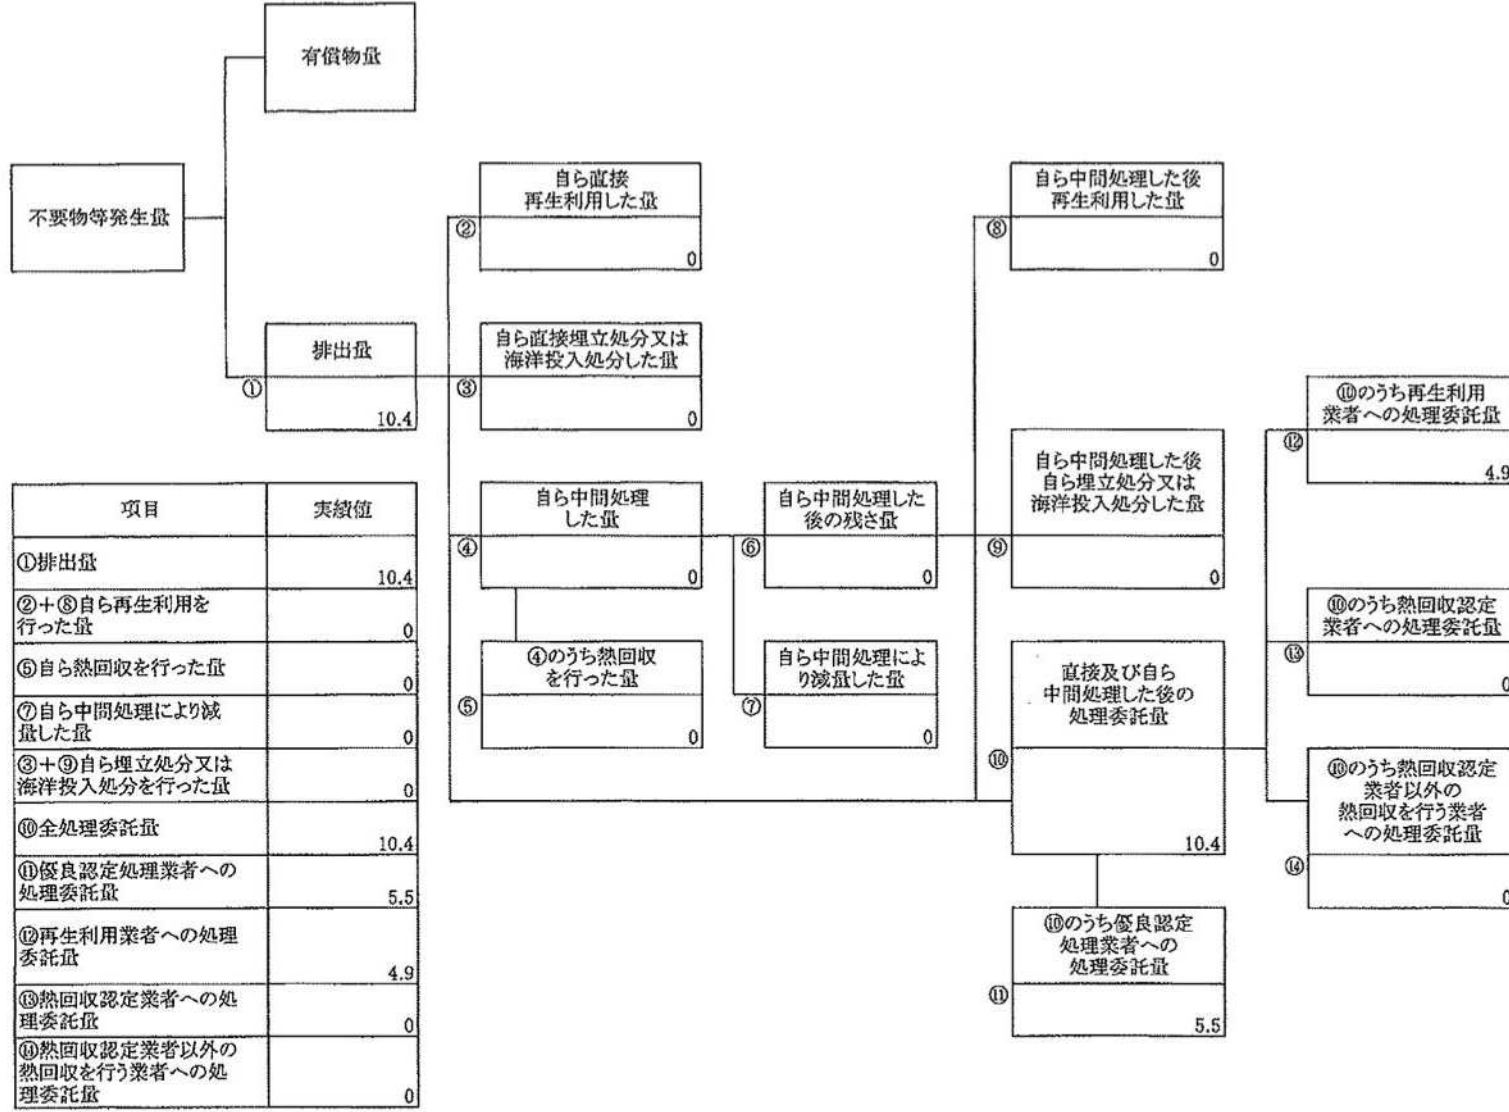 有償物量
不要物等発生量
排出量
①
10.4
自ら直接
再生利用した量
②
0
自ら直接埋立処分又は
海洋投入処分した量
③
0
自ら中間処理
した量
④
0
④のうち熱回収
を行った量
⑤
0
自ら中間処理した
後の残さ量
⑥
0
自ら中間処理によ
り減量した量
⑦
0
自ら中間処理した後
再生利用した量
⑧
0
自ら中間処理した後
自ら埋立処分又は
海洋投入処分した量
⑨
0
直接及び自ら
中間処理した後の
処理委託量
⑩
10.4
⑩のうち優良認定
処理業者への
処理委託量
⑪
5.5
⑩のうち再生利用
業者への処理委託量
⑫
4.9
⑩のうち熱回収認定
業者への処理委託量
⑬
0
⑩のうち熱回収認定
業者以外の
熱回収を行う業者
への処理委託量
⑭
0
項目 実績値
①排出量
10.4
②+⑧自ら再生利用を
行った量
0
⑤自ら熱回収を行った量
0
⑦自ら中間処理により減
量した量
0
③+⑨自ら埋立処分又は
海洋投入処分を行った量
0
⑩全処理委託量
10.4
⑪優良認定処理業者への
処理委託量
5.5
⑫再生利用業者への処理
委託量
4.9
⑬熱回収認定業者への処
理委託量
0
⑭熱回収認定業者以外の
熱回収を行う業者への処
理委託量
0